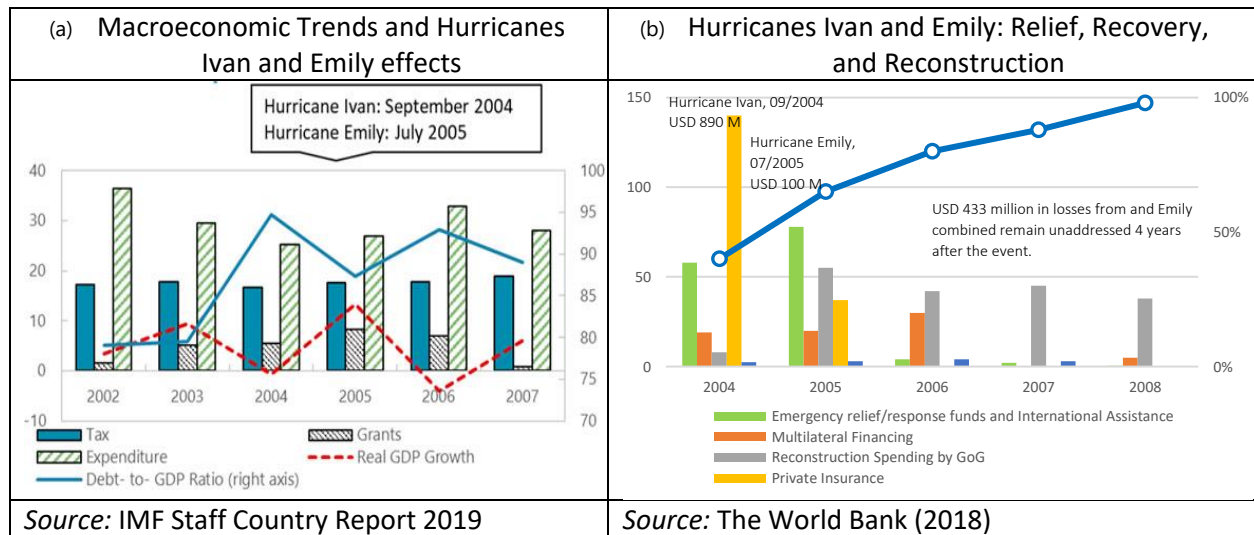 (a) Macroeconomic Trends and Hurricanes
Ivan and Emily effects
Hurricane Ivan: September 2004
Hurricane Emily: July 2005
40
30
20
10
0
-10
100
95
90
85
80
75
70
2002
2003
2004
2005
2006
2007
Tax
Grants
Expenditure
Real GDP Growth
Debt- to- GDP Ratio (right axis)
Source: IMF Staff Country Report 2019
(b) Hurricanes Ivan and Emily: Relief, Recovery,
and Reconstruction
150
100
50
0
100%
50%
0%
Hurricane Ivan, 09/2004
USD 890 M
Hurricane Emily,
07/2005
USD 100 M
USD 433 million in losses from and Emily
combined remain unaddressed 4 years
after the event.
2004
2005
2006
2007
2008
Emergency relief/response funds and International Assistance
Multilateral Financing
Reconstruction Spending by GoG
Private Insurance
Source: The World Bank (2018)